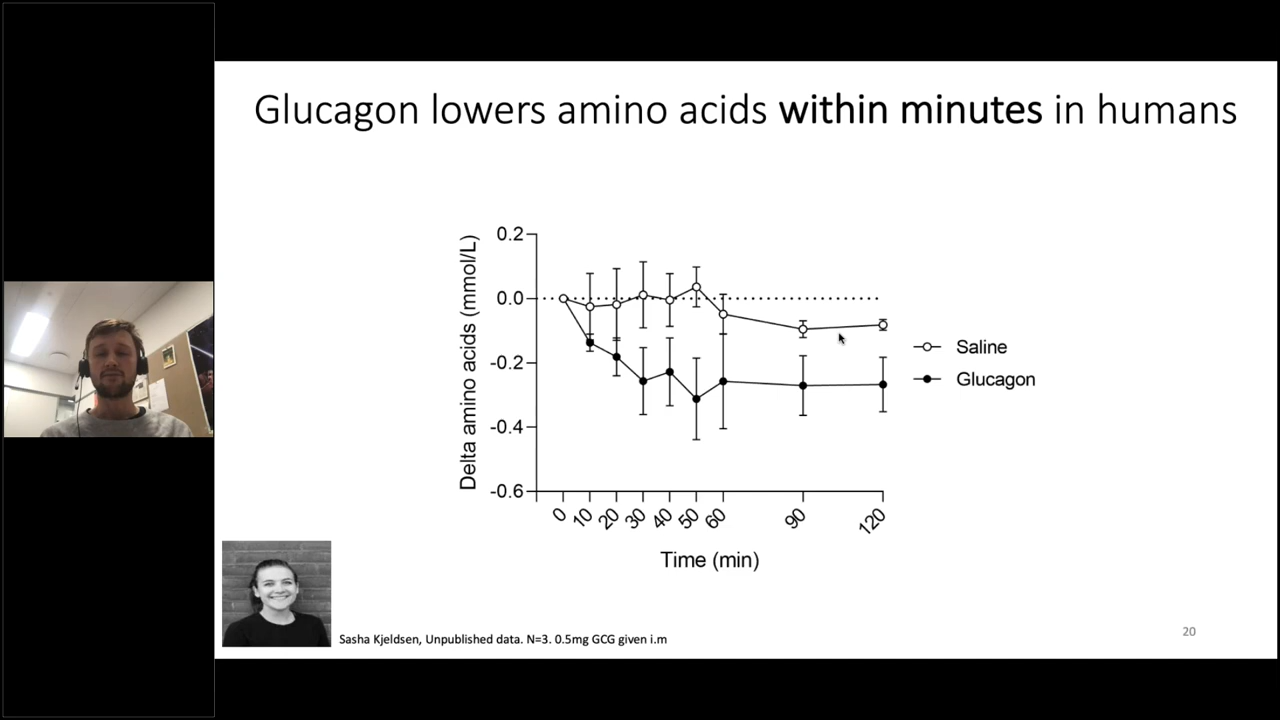 Glucagon lowers amino acids within minutes in humans
Delta amino acids (mmol/L)
0.2
0.0
-0.2
-0.4
-0.6
0 10 20 30 40 50 60 90 120
Time (min)
Saline
Glucagon
Sasha Kjeldsen, Unpublished data. N=3. 0.5mg GCG given i.m
20